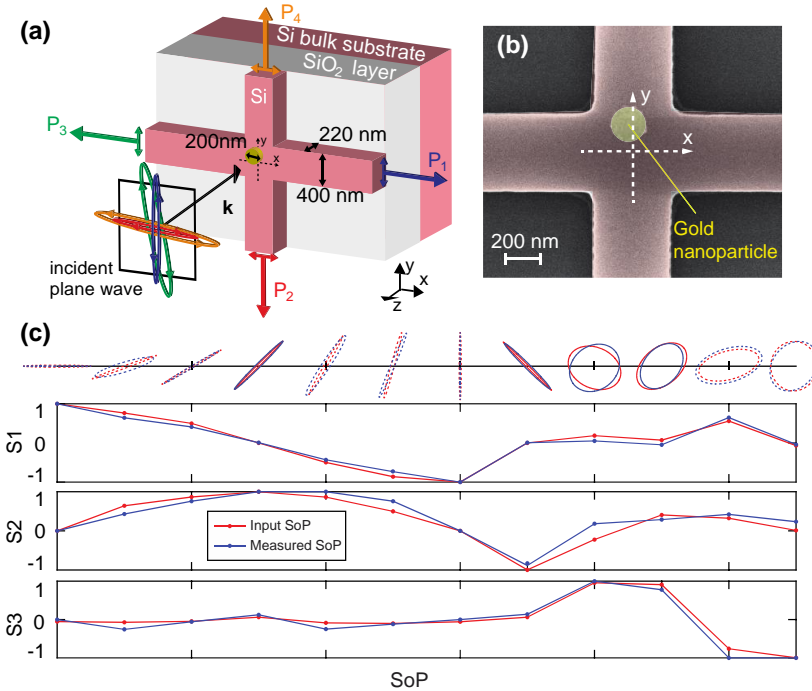 (a)
P4
Si bulk substrate
SiO2 layer
Si
P3
200nm
y
x
220 nm
P1
400 nm
k
incident
plane wave
P2
y
x
z
(b)
y
x
Gold
nanoparticle
200 nm
(c)
1
S1
0
-1
1
S2
0
-1
Input SoP
Measured SoP
1
S3
0
-1
SoP